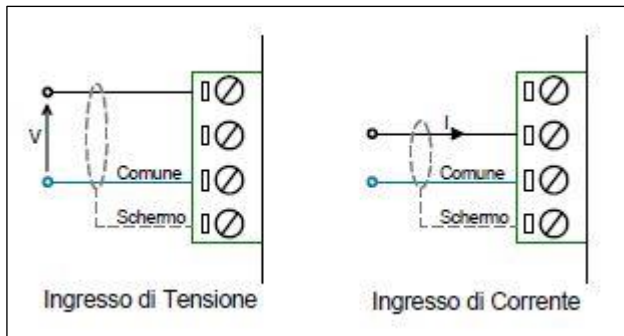 V
Comune
Schermo
Ingresso di Tensione
I
Comune
Schermo
Ingresso di Corrente